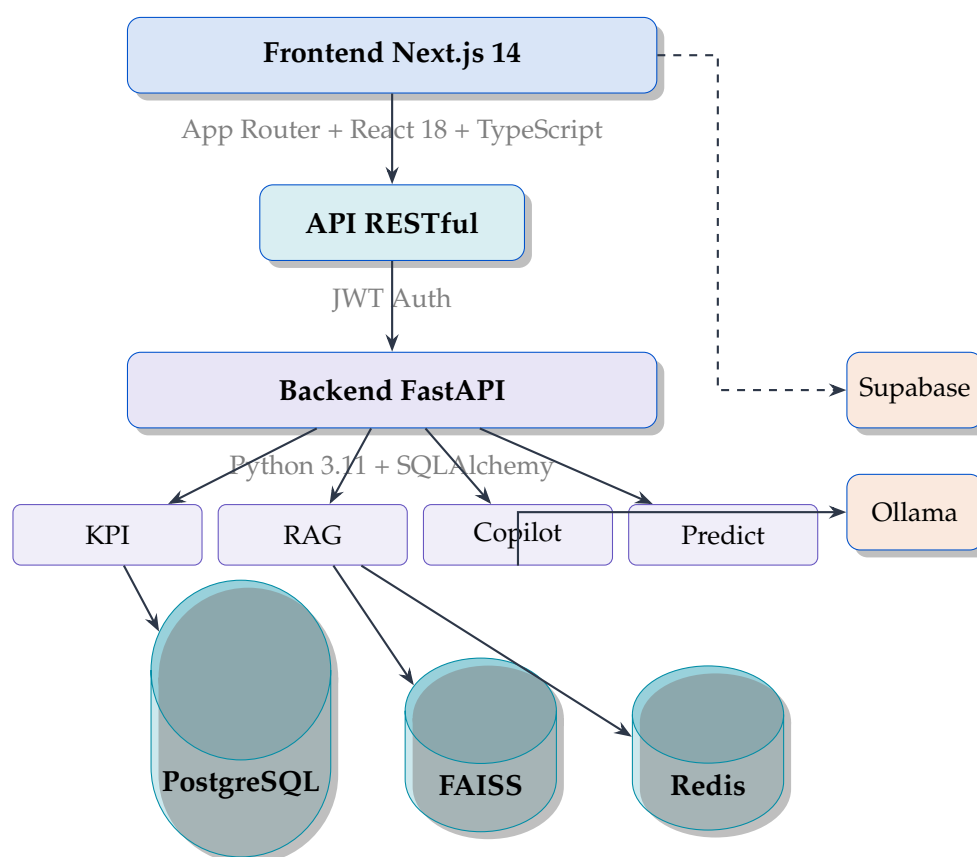 Frontend Next.js 14
App Router + React 18 + TypeScript
API RESTful
JWT Auth
Backend FastAPI
Supabase
Python 3.11 + SQLAlchemy
Ollama
KPI
RAG
Copilot
Predict
PostgreSQL
FAISS
Redis